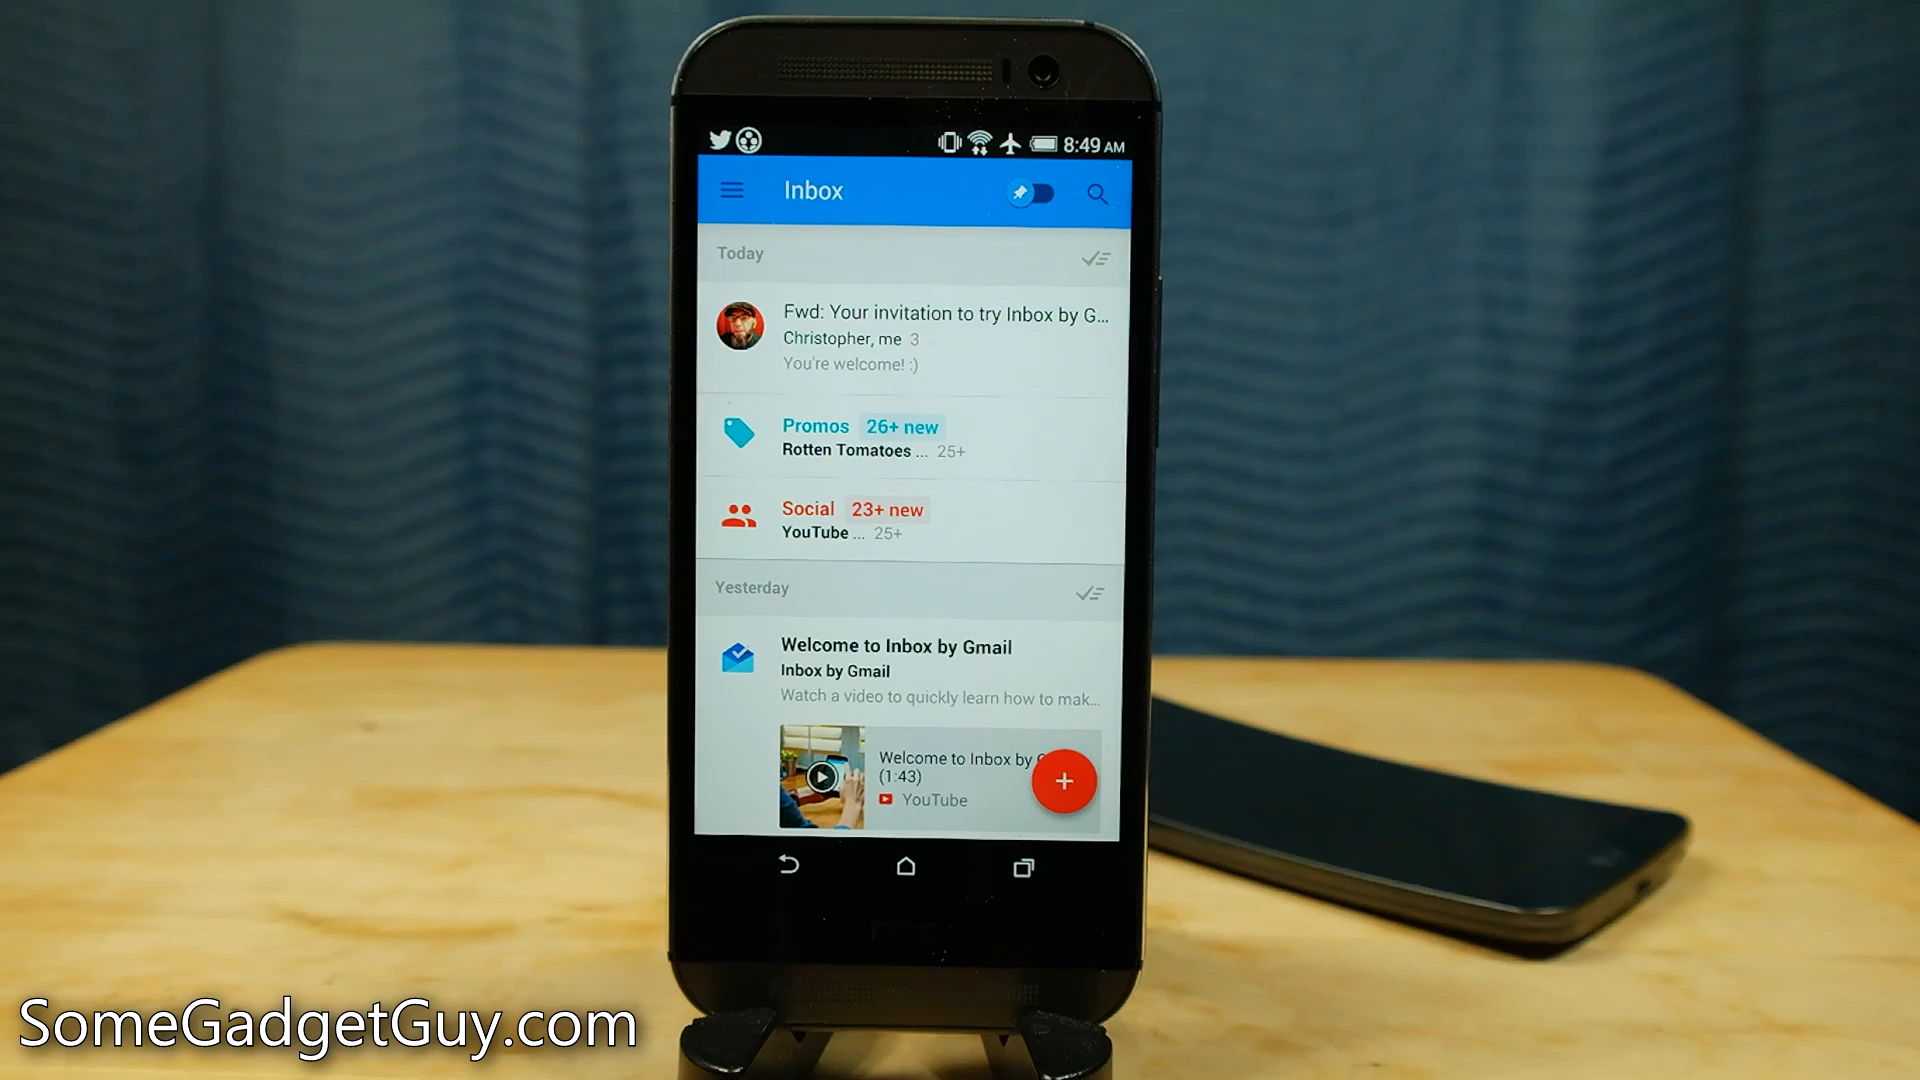 8:49 AM
Inbox
Today
Fwd: Your invitation to try Inbox by G...
Christopher, me 3
You're welcome! :)
Promos 26+ new
Rotten Tomatoes ... 25+
Social 23+ new
YouTube ... 25+
Yesterday
Welcome to Inbox by Gmail
Inbox by Gmail
Watch a video to quickly learn how to mak...
Welcome to Inbox by
(1:43)
YouTube
SomeGadgetGuy.com